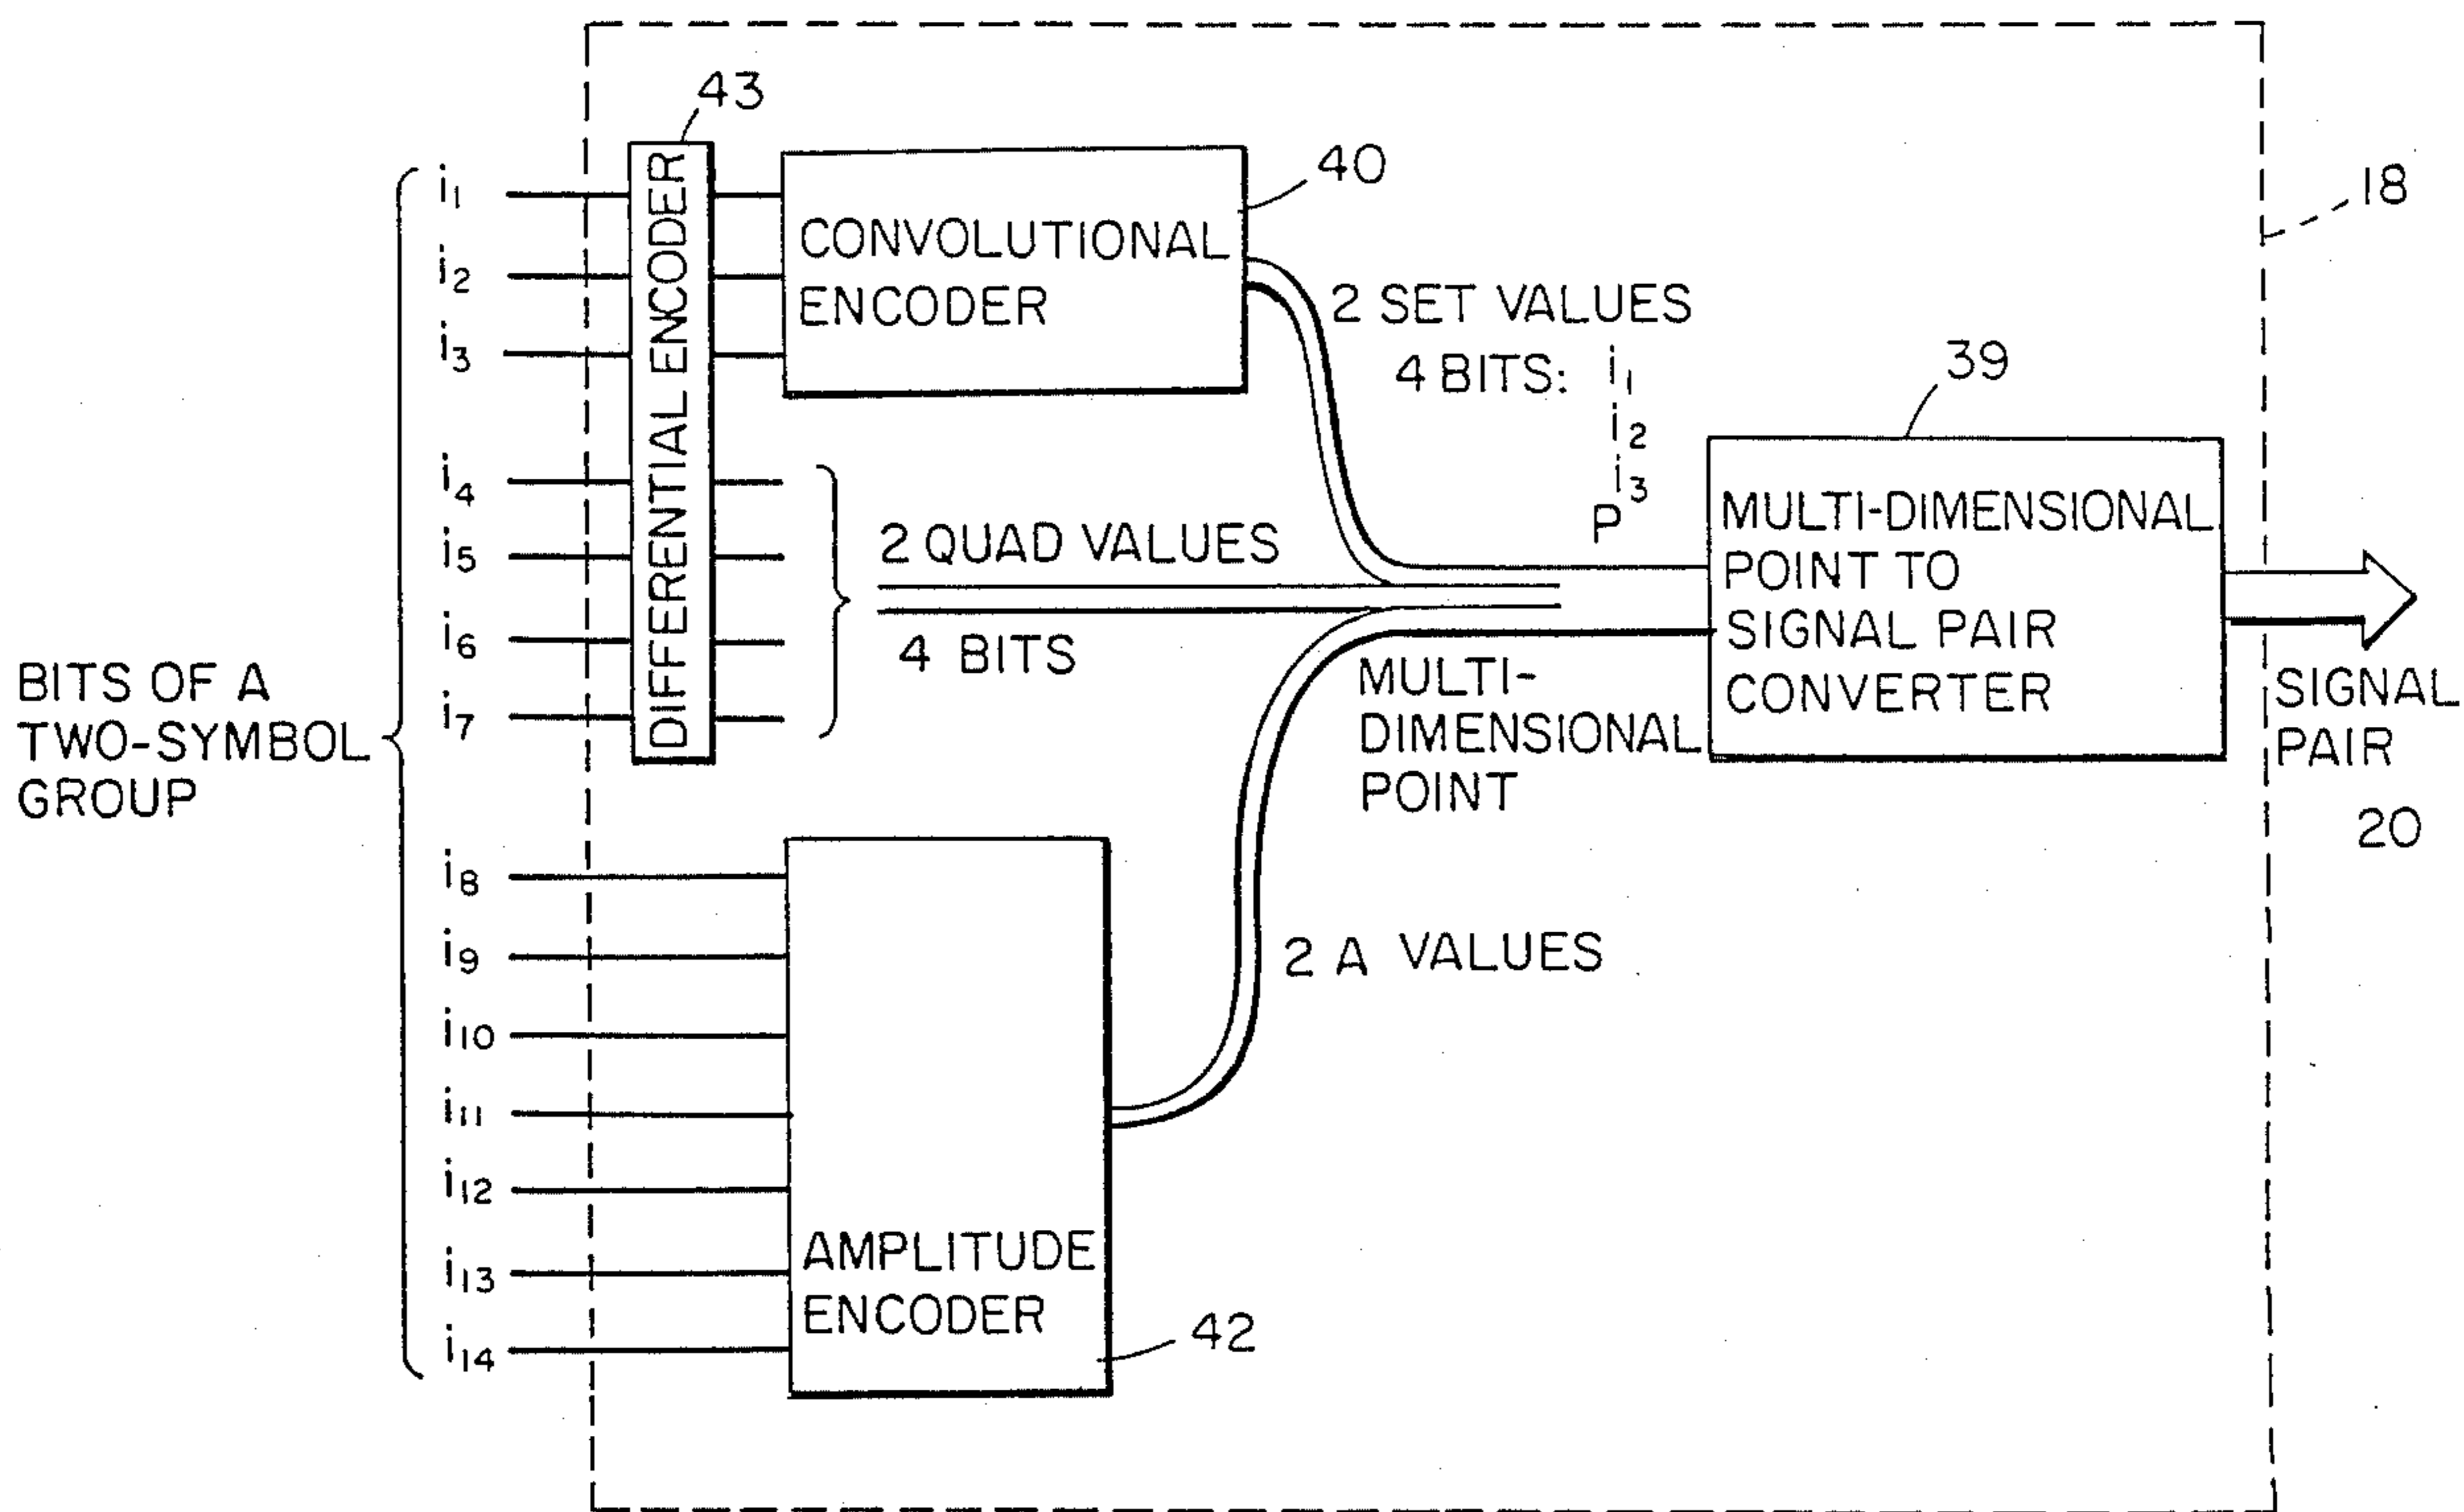 43
40
18
i1
i2
i3
DIFFERENTIAL ENCODER
CONVOLUTIONAL
ENCODER
2 SET VALUES
4 BITS: i1
i2
i3
P
39
i4
i5
i6
i7
2 QUAD VALUES
4 BITS
MULTI-DIMENSIONAL
POINT TO
SIGNAL PAIR
CONVERTER
MULTI-
DIMENSIONAL
POINT
SIGNAL
PAIR
20
BITS OF A
TWO-SYMBOL
GROUP
i8
i9
i10
i11
i12
i13
i14
2 A VALUES
AMPLITUDE
ENCODER
42